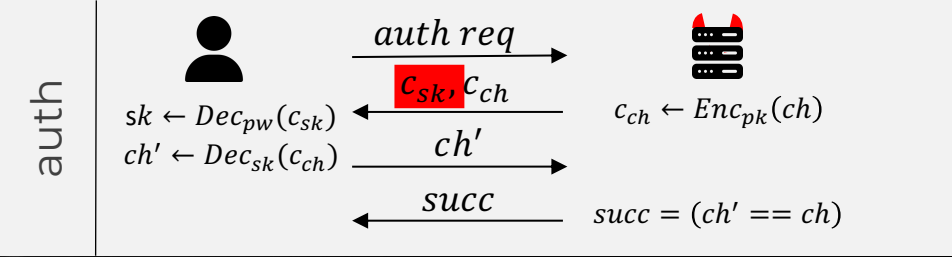 auth
auth req
c_sk, c_ch
sk ← Dec_pw(c_sk)
c_ch ← Enc_pk(ch)
ch′ ← Dec_sk(c_ch)
ch′
succ
succ = (ch′ == ch)